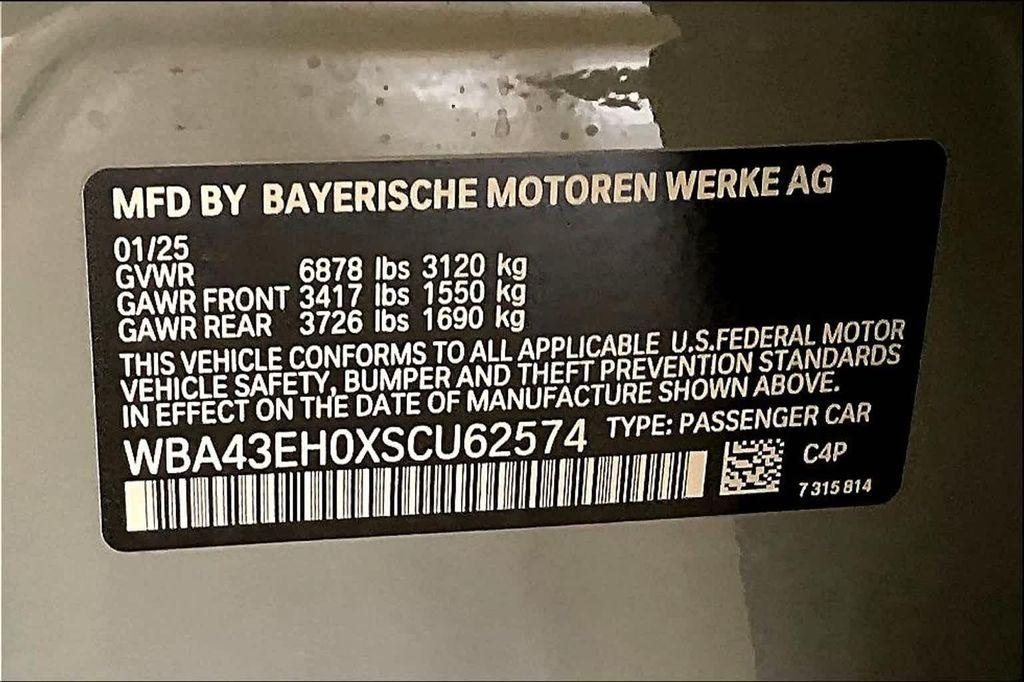 MFD BY BAYERISCHE MOTOREN WERKE AG
01/25
GVWR 6878 lbs 3120 kg
GAWR FRONT 3417 lbs 1550 kg
GAWR REAR 3726 lbs 1690 kg
THIS VEHICLE CONFORMS TO ALL APPLICABLE U.S.FEDERAL MOTOR
VEHICLE SAFETY, BUMPER AND THEFT PREVENTION STANDARDS
IN EFFECT ON THE DATE OF MANUFACTURE SHOWN ABOVE.
WBA43EH0XSCU62574 TYPE: PASSENGER CAR
C4P
7 315 814